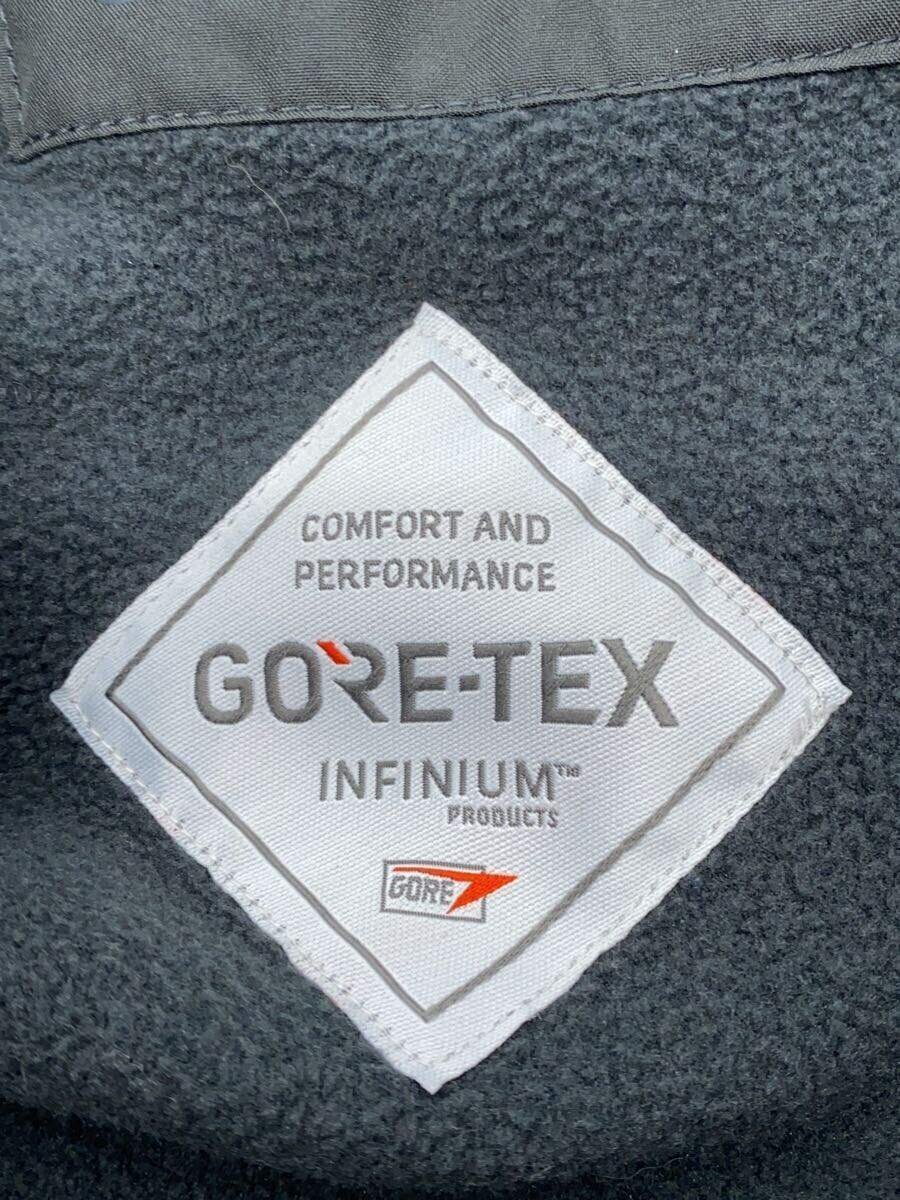 COMFORT AND
PERFORMANCE
GORE-TEX
INFINIUM™
PRODUCTS
GORE